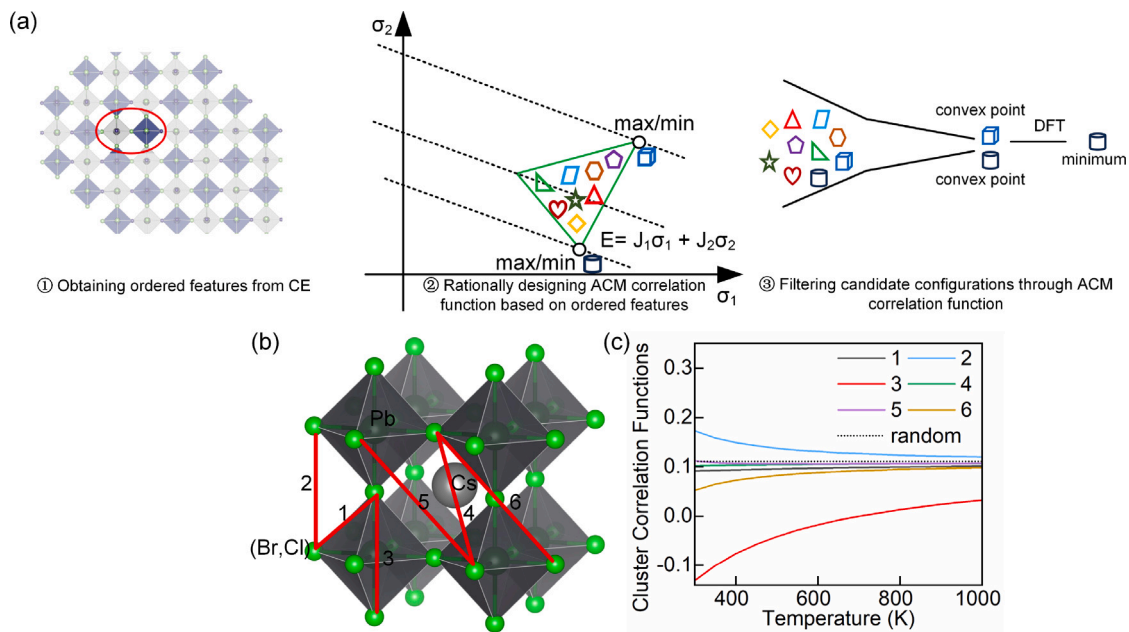 (a)
σ2
max/min
E= J1σ1 + J2σ2
max/min
σ1
convex point
DFT
minimum
convex point
① Obtaining ordered features from CE
② Rationally designing ACM correlation
function based on ordered features
③ Filtering candidate configurations through ACM
correlation function
(b)
Pb
Cs
2
1
5
4
6
(Br,Cl)
3
(c)
Cluster Correlation Functions
0.3
0.2
0.1
0.0
-0.1
1
2
3
4
5
6
random
400
600
800
1000
Temperature (K)